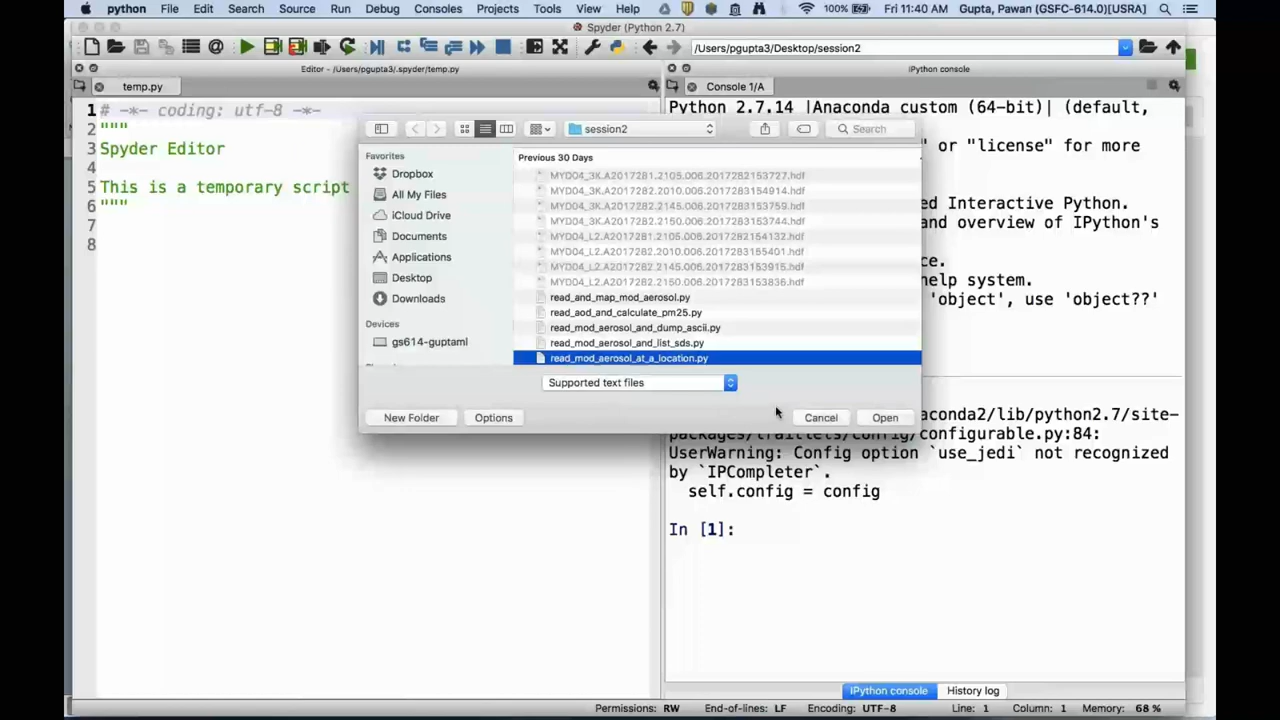 python File Edit Search Source Run Debug Consoles Projects Tools View Help 100% Fri 11:40 AM Gupta, Pawan (GSFC-614.0)[USRA]
Spyder (Python 2.7)
/Users/pgupta3/Desktop/session2
Editor - /Users/pgupta3/.spyder/temp.py
IPython console
temp.py
Console 1/A
1 # -*- coding: utf-8 -*-
2 """
3 Spyder Editor
4
5 This is a temporary script
6 """
7
8
session2
Search
Favorites
Dropbox
All My Files
iCloud Drive
Documents
Applications
Desktop
Downloads
Devices
gs614-guptaml
Previous 30 Days
MYD04_3K.A2017281.2105.006.2017282153727.hdf
MYD04_3K.A2017282.2010.006.2017283154914.hdf
MYD04_3K.A2017282.2145.006.2017283153759.hdf
MYD04_3K.A2017282.2150.006.2017283153744.hdf
MYD04_L2.A2017281.2105.006.2017282154132.hdf
MYD04_L2.A2017282.2010.006.2017283155401.hdf
MYD04_L2.A2017282.2145.006.2017283153915.hdf
MYD04_L2.A2017282.2150.006.2017283153836.hdf
read_and_map_mod_aerosol.py
read_aod_and_calculate_pm25.py
read_mod_aerosol_and_dump_ascii.py
read_mod_aerosol_and_list_sds.py
read_mod_aerosol_at_a_location.py
Supported text files
New Folder Options Cancel Open
Python 2.7.14 |Anaconda custom (64-bit)| (default,
" or "license" for more
ed Interactive Python.
and overview of IPython's
ce.
help system.
'object', use 'object??'
aconda2/lib/python2.7/site-
packages/traitlets/config/configurable.py:84:
UserWarning: Config option `use_jedi` not recognized
by `IPCompleter`.
self.config = config
In [1]:
IPython console History log
Permissions: RW End-of-lines: LF Encoding: UTF-8 Line: 1 Column: 1 Memory: 68 %